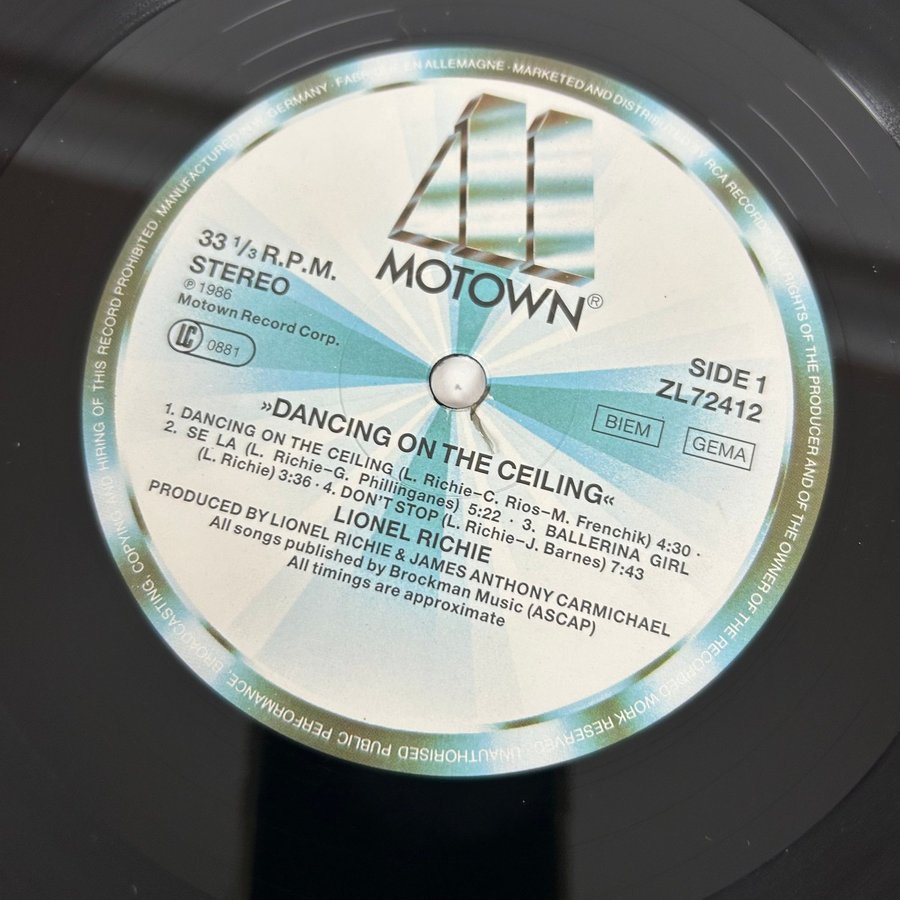 MANUFACTURED IN W. GERMANY · FABRIQUÉ EN ALLEMAGNE · MARKETED AND DISTRIBUTED BY RCA RECORD
ALL RIGHTS OF THE PRODUCER AND OF THE OWNER OF THE RECORDED WORK RESERVED. UNAUTHORISED PUBLIC PERFORMANCE, BROADCASTING, COPYING, HIRING OF THIS RECORD PROHIBITED.
MOTOWN®
33 1/3 R.P.M.
STEREO
℗ 1986
Motown Record Corp.
LC 0881
SIDE 1
ZL72412
BIEM GEMA
»DANCING ON THE CEILING«
1. DANCING ON THE CEILING (L. Richie–C. Rios–M. Frenchik) 4:30 ·
2. SE LA (L. Richie–G. Phillinganes) 5:22 · 3. BALLERINA GIRL
(L. Richie) 3:36 · 4. DON'T STOP (L. Richie–J. Barnes) 7:43
LIONEL RICHIE
PRODUCED BY LIONEL RICHIE & JAMES ANTHONY CARMICHAEL
All songs published by Brockman Music (ASCAP)
All timings are approximate